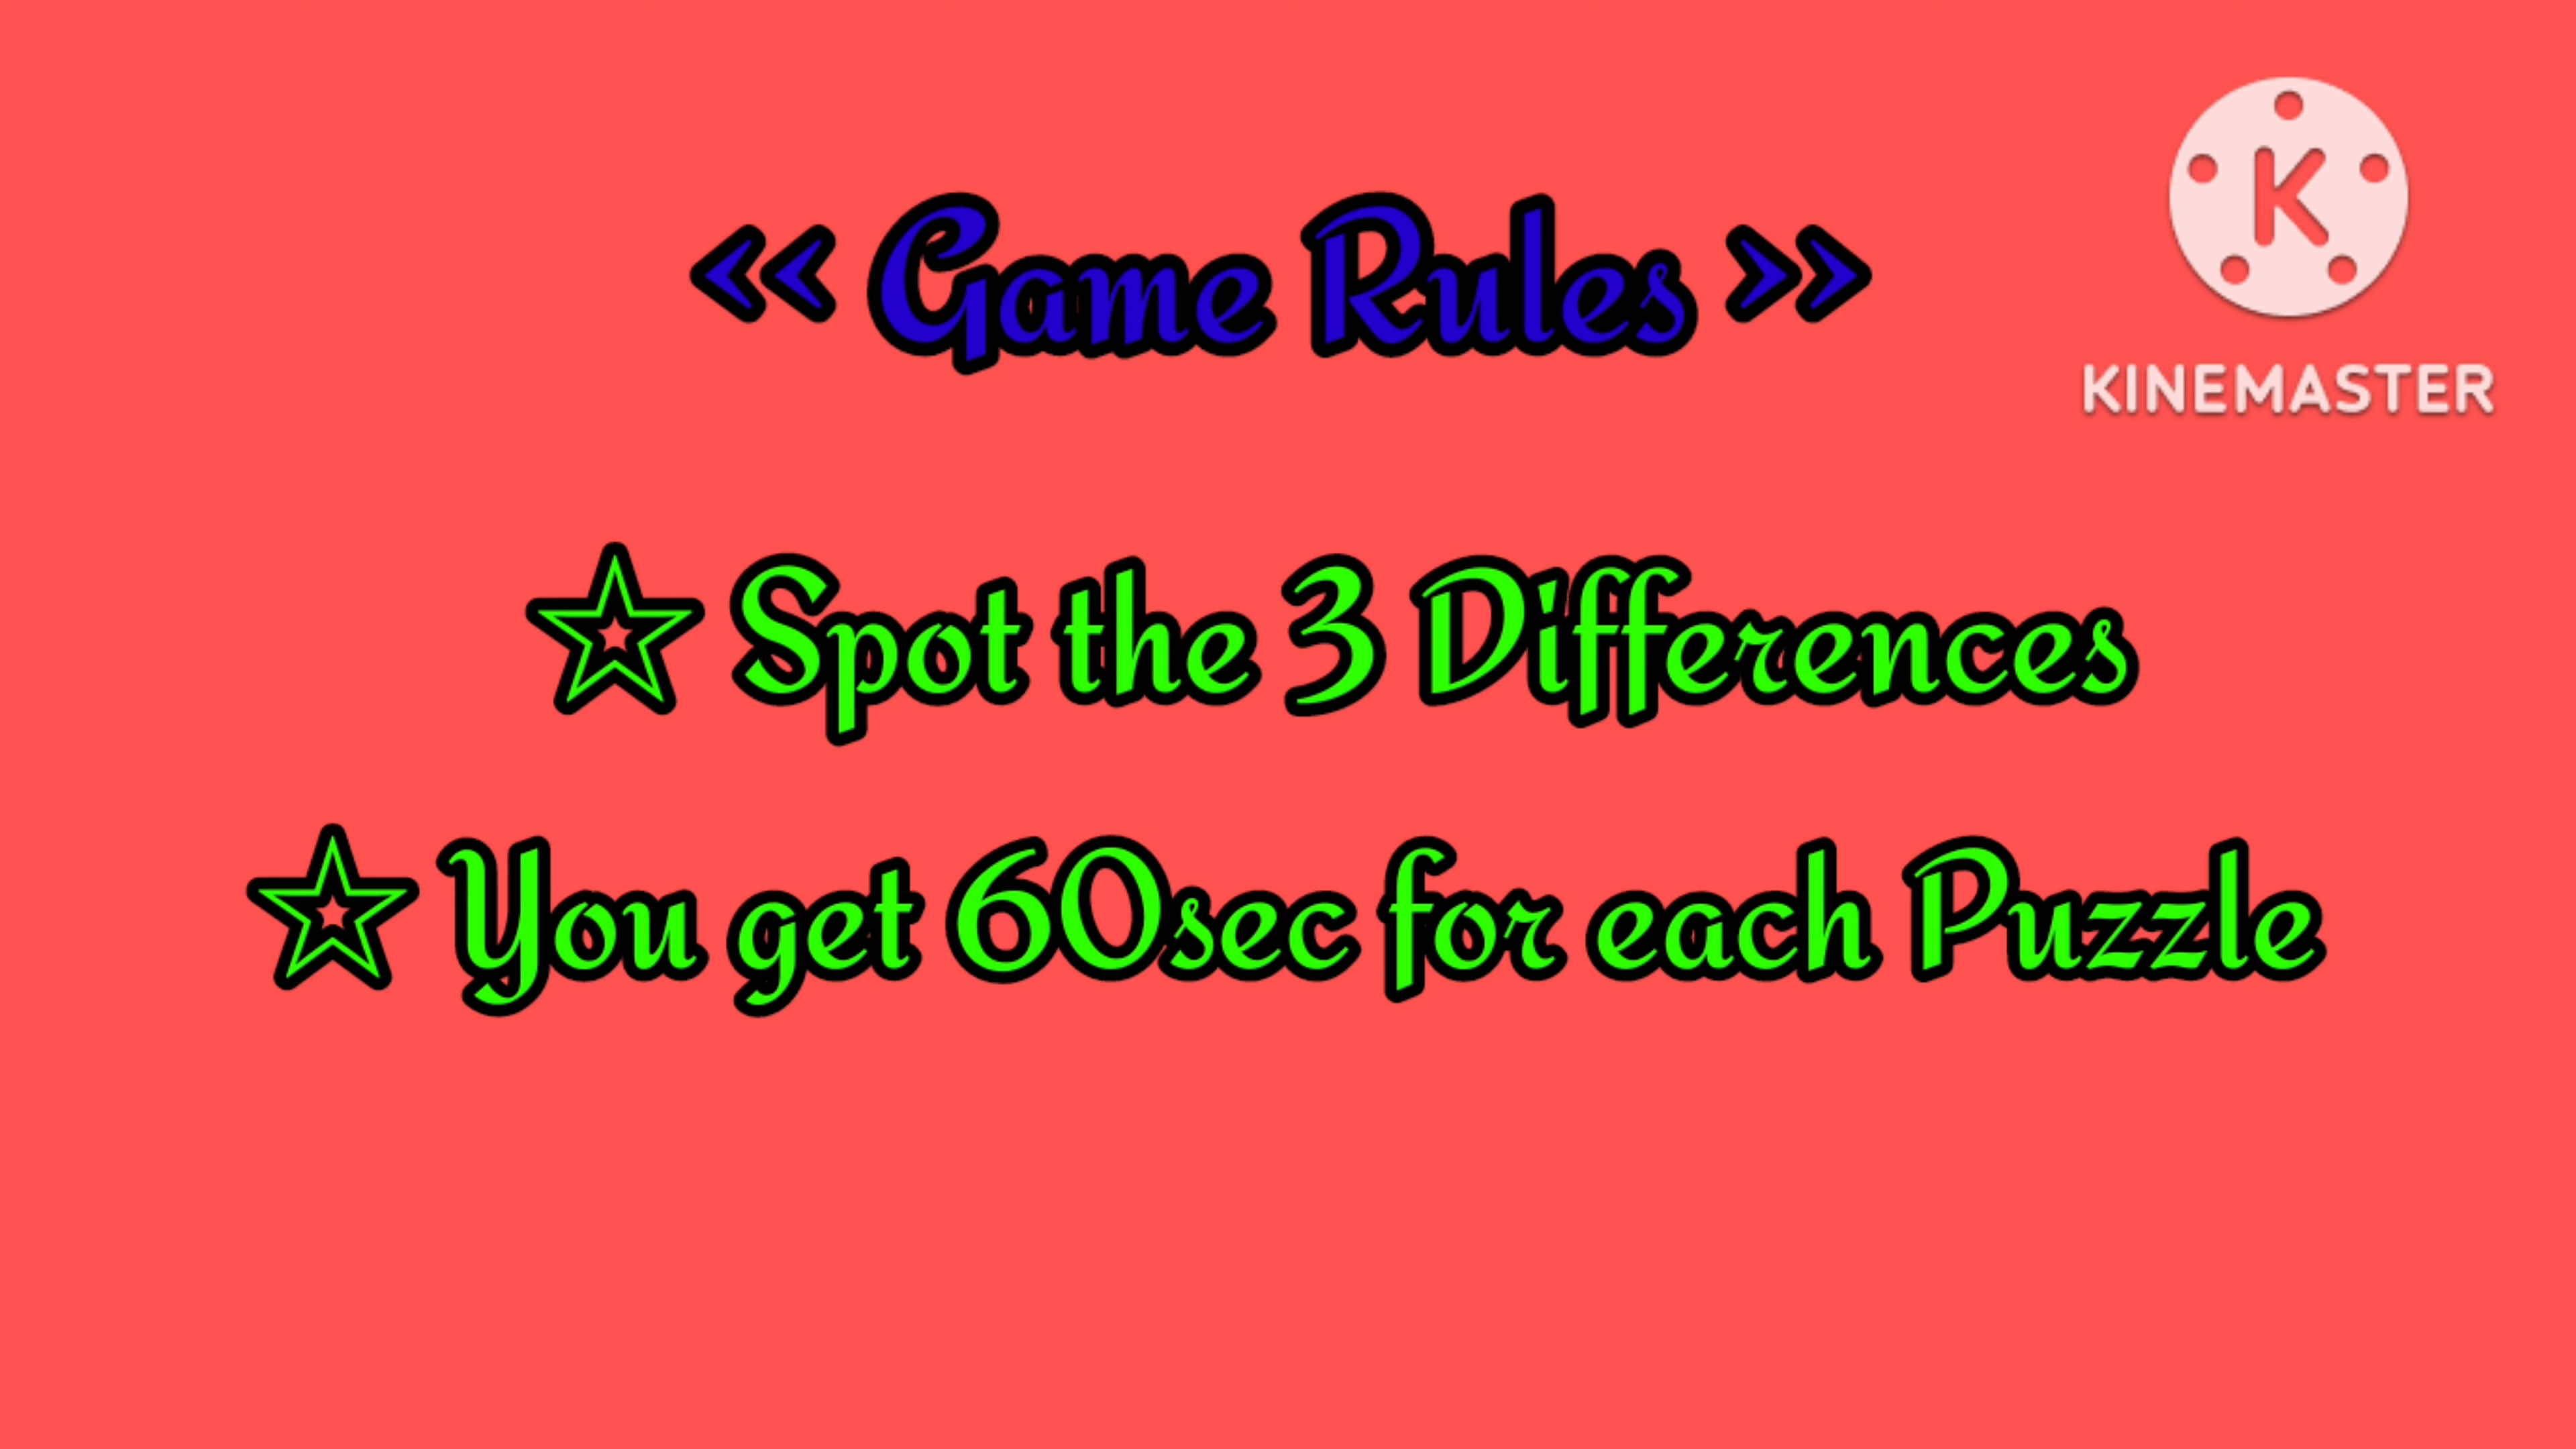 << Game Rules >>
K
KINEMASTER
☆ Spot the 3 Differences
☆ You get 60sec for each Puzzle